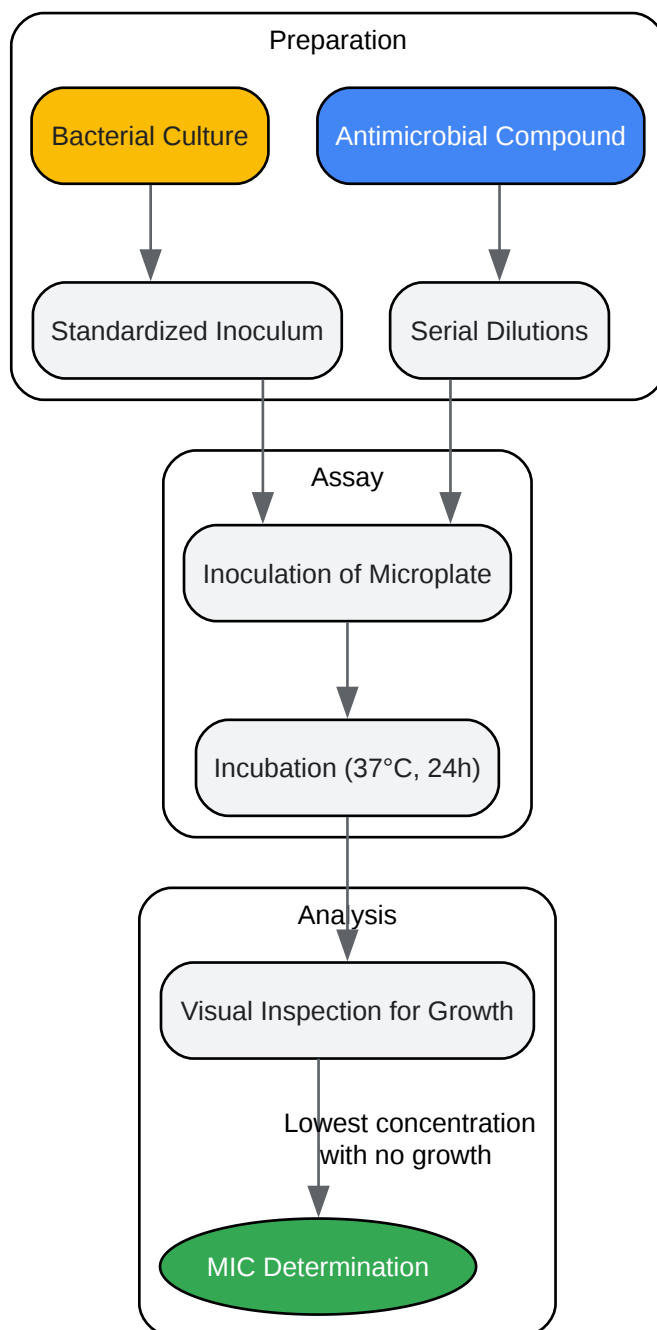 Preparation
Bacterial Culture
Antimicrobial Compound
Standardized Inoculum
Serial Dilutions
Assay
Inoculation of Microplate
Incubation (37°C, 24h)
Analysis
Visual Inspection for Growth
Lowest concentration
with no growth
MIC Determination